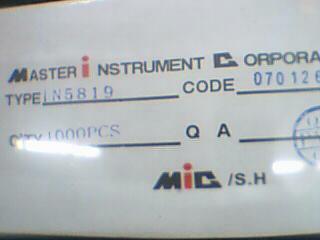 MASTER iNSTRUMENT CORPORA
TYPE 1N5819 CODE 070126
Q'TY 1000PCS Q A
MiC /S.H